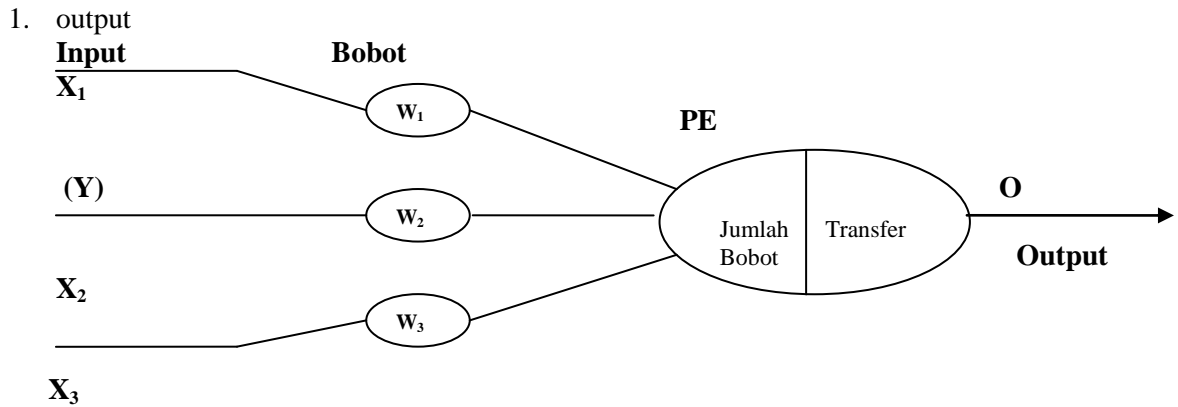 1. output
Input Bobot
X₁
W₁
PE
(Y) O
W₂
Jumlah Transfer
Bobot
Output
X₂
W₃
X₃